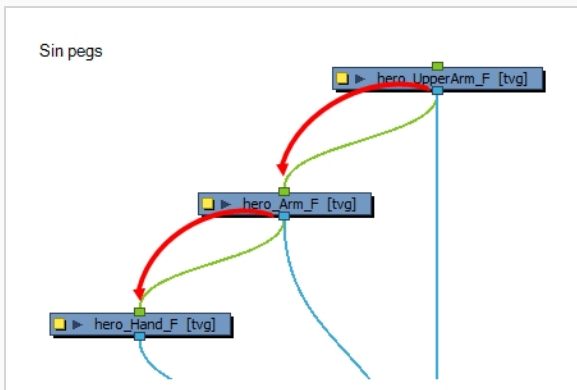 Sin pegs
hero_UpperArm_F [tvg]
hero_Arm_F [tvg]
hero_Hand_F [tvg]